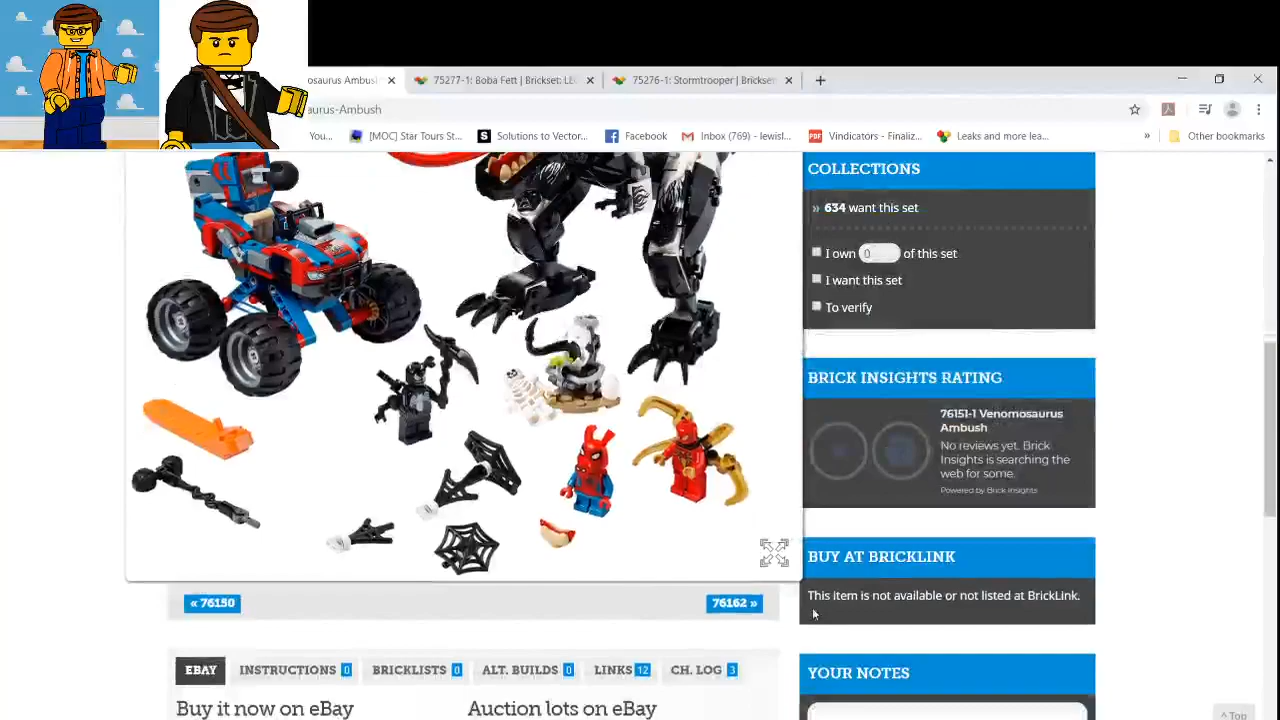 osaurus Ambus
75277-1: Boba Fett | Brickset: LE
75276-1: Stormtrooper | Brickset
aurus-Ambush
You...
[MOC] Star Tours St...
Solutions to Vector...
Facebook
Inbox (769) - lewisl...
Vindicators - Finaliz...
Leaks and more lea...
»
Other bookmarks
COLLECTIONS
» 634 want this set
I own 0 of this set
I want this set
To verify
BRICK INSIGHTS RATING
76151-1 Venomosaurus
Ambush
No reviews yet. Brick
Insights is searching the
web for some.
Powered by Brick Insights
BUY AT BRICKLINK
This item is not available or not listed at BrickLink.
« 76150
76162 »
YOUR NOTES
EBAY
INSTRUCTIONS 0
BRICKLISTS 0
ALT. BUILDS 0
LINKS 12
CH. LOG 3
Buy it now on eBay
Auction lots on eBay
^ Top